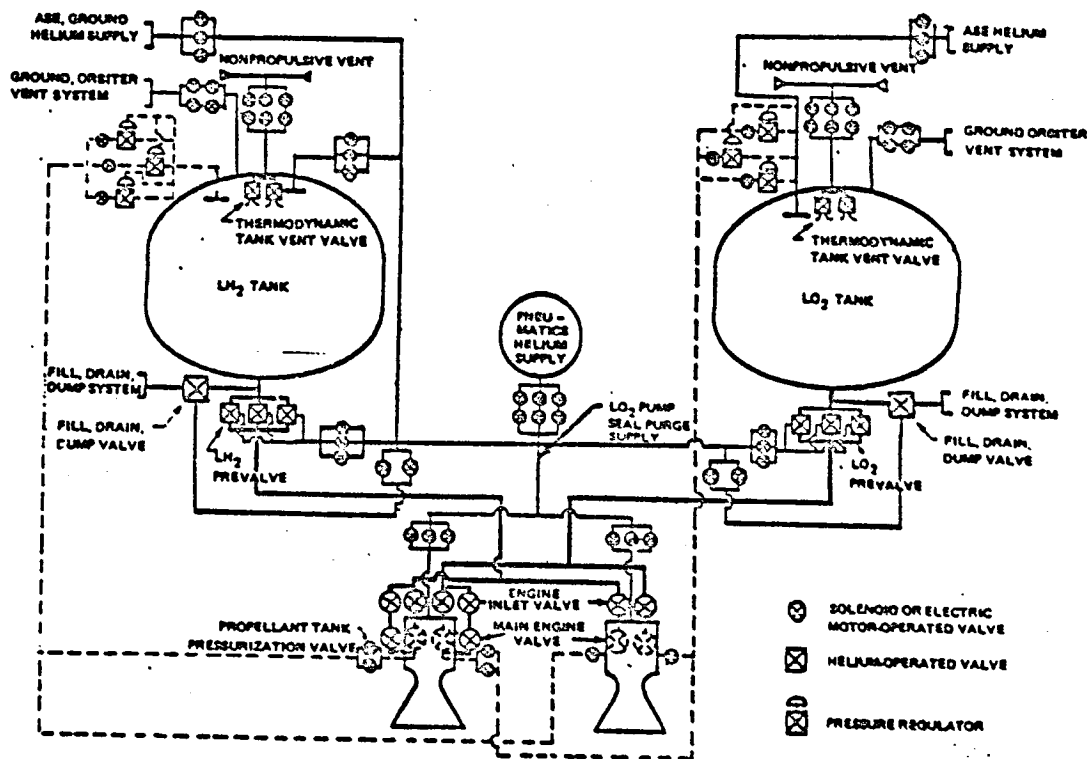 ASE, GROUND
HELIUM SUPPLY
NONPROPULSIVE VENT
GROUND, ORBITER
VENT SYSTEM
THERMODYNAMIC
TANK VENT VALVE
LH₂ TANK
FILL, DRAIN,
DUMP SYSTEM
FILL, DRAIN,
DUMP VALVE
LH₂
PREVALVE
PNEU-
MATICS
HELIUM
SUPPLY
LO₂ PUMP
SEAL PURGE
SUPPLY
ASE HELIUM
SUPPLY
NONPROPULSIVE VENT
GROUND ORBITER
VENT SYSTEM
THERMODYNAMIC
TANK VENT VALVE
LO₂ TANK
FILL, DRAIN,
DUMP SYSTEM
FILL, DRAIN,
DUMP VALVE
LO₂
PREVALVE
ENGINE
INLET VALVE
MAIN ENGINE
VALVE
PROPELLANT TANK
PRESSURIZATION VALVE
SOLENOID OR ELECTRIC
MOTOR-OPERATED VALVE
HELIUM-OPERATED VALVE
PRESSURE REGULATOR